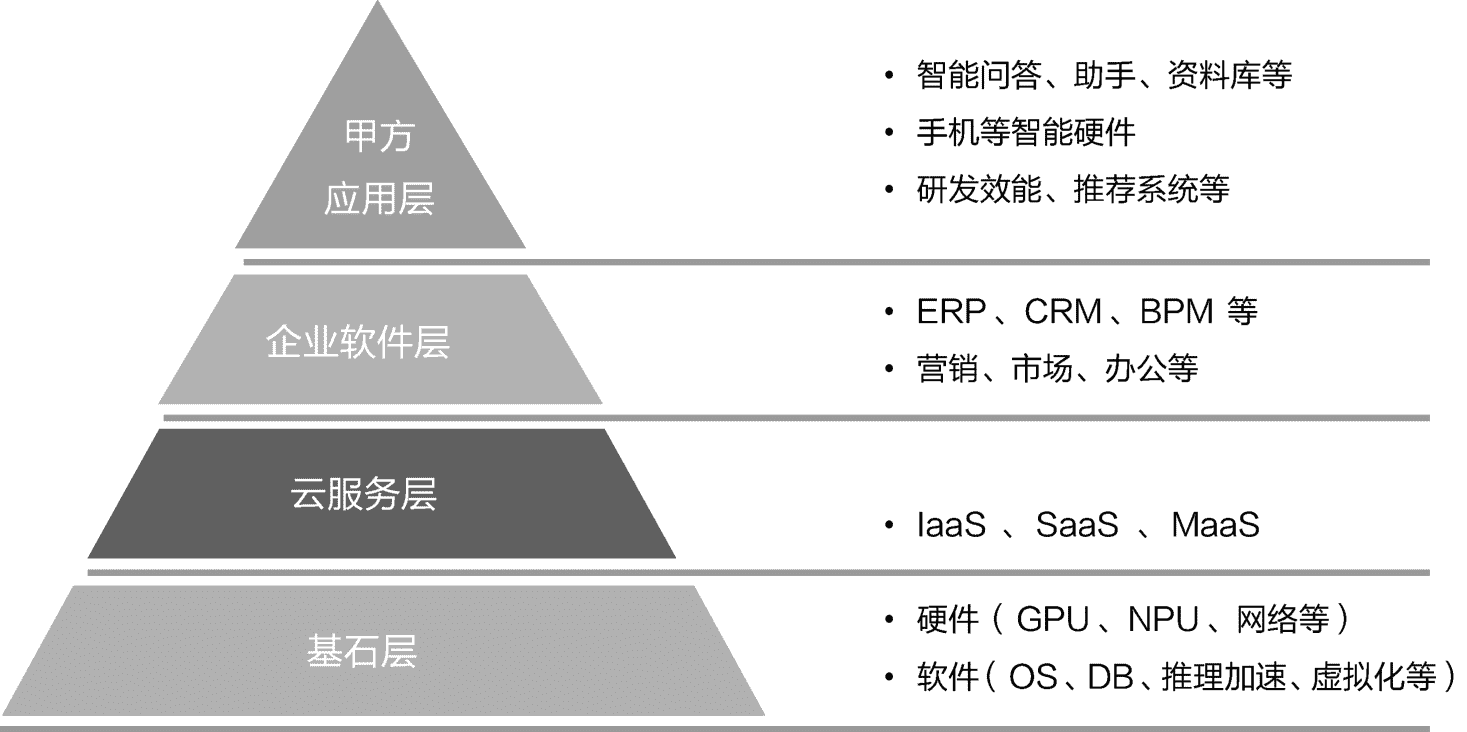 甲方
应用层
• 智能问答、助手、资料库等
• 手机等智能硬件
• 研发效能、推荐系统等
企业软件层
• ERP、CRM、BPM 等
• 营销、市场、办公等
云服务层
• IaaS 、SaaS 、MaaS
基石层
• 硬件（GPU、NPU、网络等）
• 软件（OS、DB、推理加速、虚拟化等）